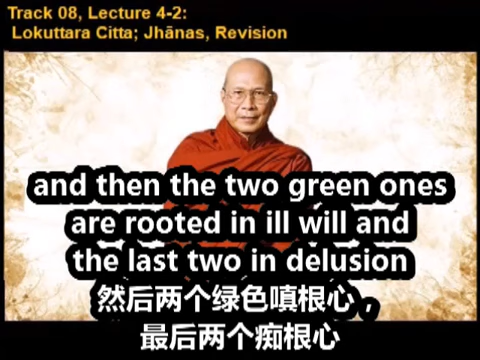 Track 08, Lecture 4-2:
Lokuttara Citta; Jhānas, Revision
and then the two green ones
are rooted in ill will and
the last two in delusion
然后两个绿色嗔根心，
最后两个痴根心